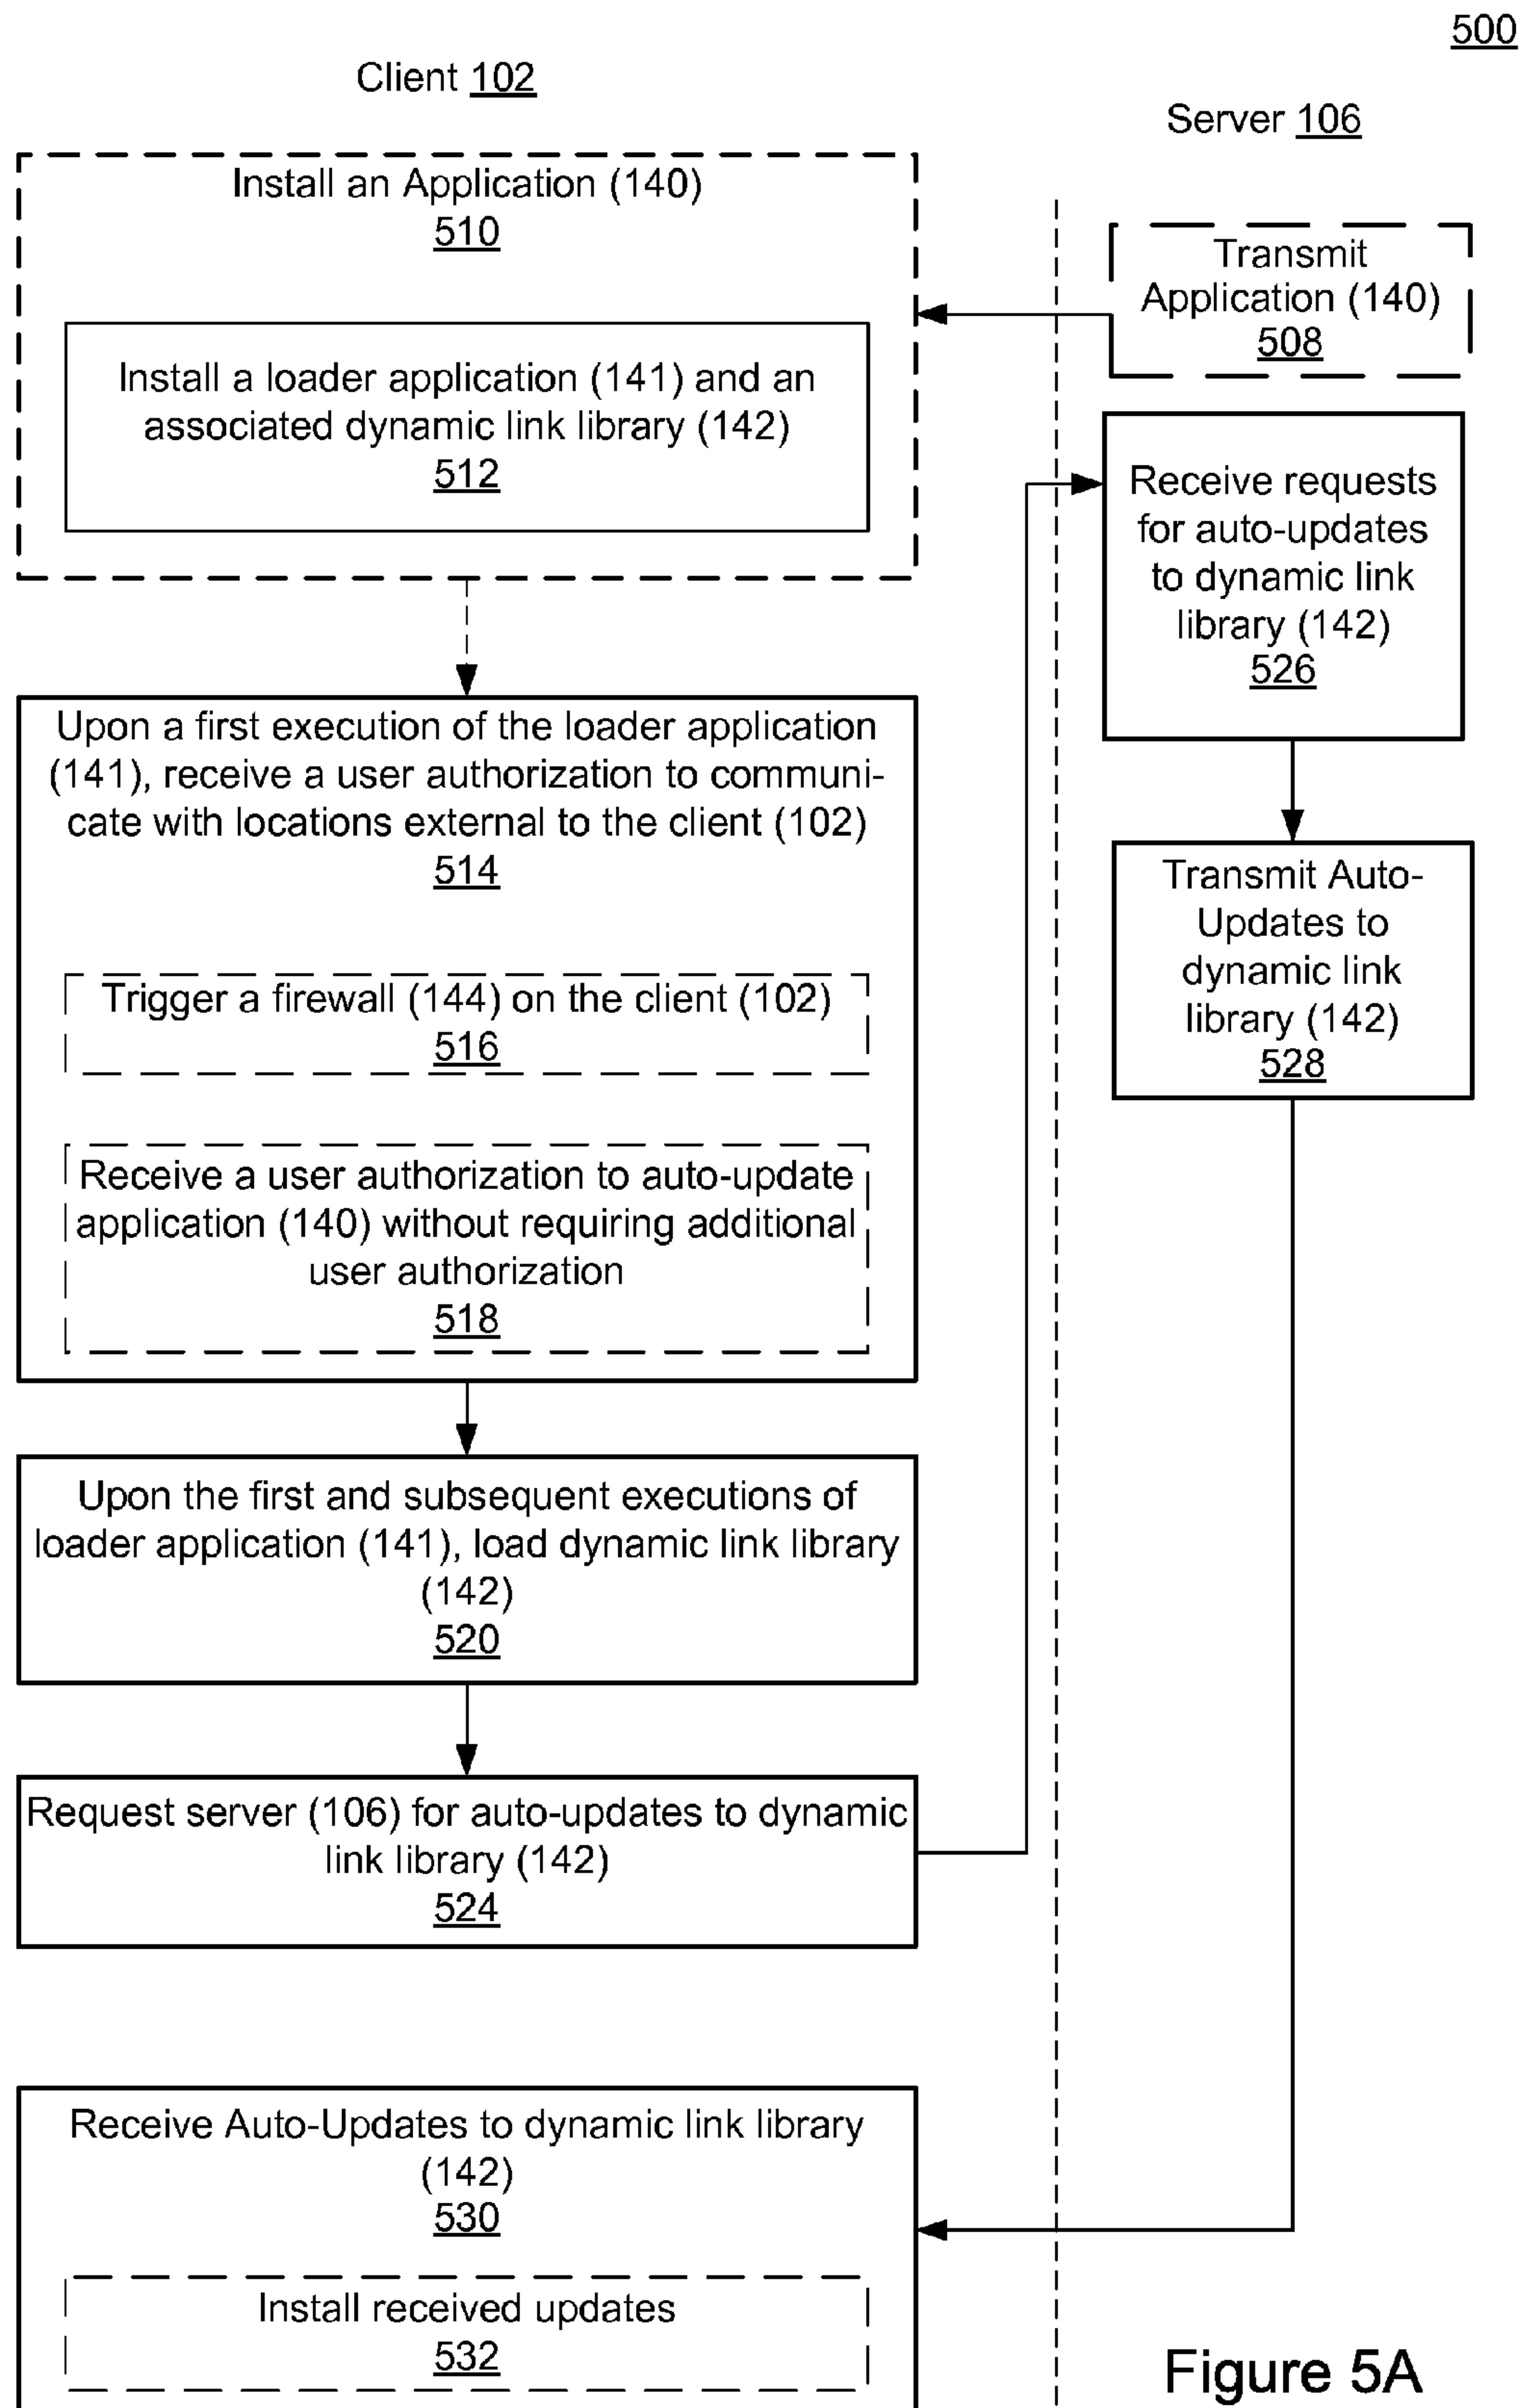 500
Client 102
Server 106
Install an Application (140)
510
Install a loader application (141) and an
associated dynamic link library (142)
512
Transmit
Application (140)
508
Receive requests
for auto-updates
to dynamic link
library (142)
526
Upon a first execution of the loader application
(141), receive a user authorization to communi-
cate with locations external to the client (102)
514
Trigger a firewall (144) on the client (102)
516
Receive a user authorization to auto-update
application (140) without requiring additional
user authorization
518
Transmit Auto-
Updates to
dynamic link
library (142)
528
Upon the first and subsequent executions of
loader application (141), load dynamic link library
(142)
520
Request server (106) for auto-updates to dynamic
link library (142)
524
Receive Auto-Updates to dynamic link library
(142)
530
Install received updates
532
Figure 5A